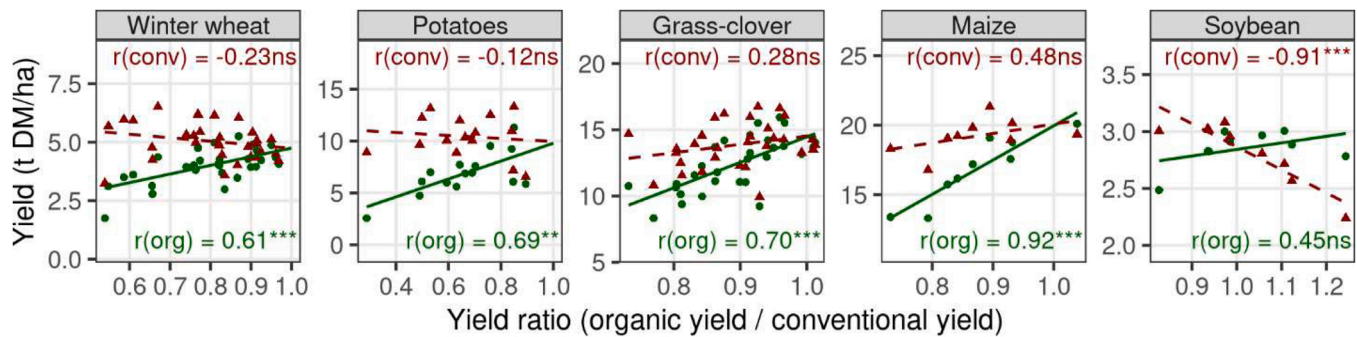 Winter wheat
Potatoes
Grass-clover
Maize
Soybean
r(conv) = -0.23ns
r(conv) = -0.12ns
r(conv) = 0.28ns
r(conv) = 0.48ns
r(conv) = -0.91***
Yield (t DM/ha)
7.5
5.0
2.5
0.0
15
10
5
0
20
15
10
5
25
20
15
3.5
3.0
2.5
2.0
r(org) = 0.61***
r(org) = 0.69**
r(org) = 0.70***
r(org) = 0.92***
r(org) = 0.45ns
0.6 0.7 0.8 0.9 1.0
0.4 0.6 0.8 1.0
0.8 0.9 1.0
0.8 0.9 1.0
0.9 1.0 1.1 1.2
Yield ratio (organic yield / conventional yield)